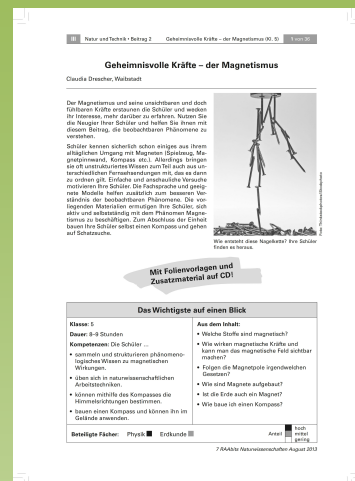 III Natur und Technik • Beitrag 2 Geheimnisvolle Kräfte – der Magnetismus (Kl. 5) 1 von 30
Geheimnisvolle Kräfte – der Magnetismus
Claudia Drescher, Waibstadt
Der Magnetismus und seine unsichtbaren und doch
fühlbaren Kräfte erstaunen die Schüler und wecken
ihr Interesse, mehr darüber zu erfahren. Nutzen Sie
die Neugier Ihrer Schüler und helfen Sie ihnen mit
diesem Beitrag, die beobachtbaren Phänomene zu
verstehen.
Schüler kennen sicherlich schon einiges aus ihrem
alltäglichen Umgang mit Magneten (Spielzeug, Ma-
gnetpinnwand, Kompass etc.). Allerdings bringen
sie oft unstrukturiertes Wissen zum Teil auch aus un-
terschiedlichen Fernsehsendungen mit, das es dann
zu ordnen gilt. Einfache und anschauliche Versuche
motivieren Ihre Schüler. Die Fachsprache und geeig-
nete Modelle helfen zusätzlich zum besseren Ver-
ständnis der beobachtbaren Phänomene. Die vor-
liegenden Materialien ermutigen Ihre Schüler, sich
aktiv und selbstständig mit dem Phänomen Magne-
tismus zu beschäftigen. Zum Abschluss der Einheit
bauen Ihre Schüler selbst einen Kompass und gehen
auf Schatzsuche.
Wie entsteht diese Nagelkette? Ihre Schüler
finden es heraus.
Mit Folienvorlagen und
Zusatzmaterial auf CD!
Das Wichtigste auf einen Blick
Klasse: 5
Dauer: 8–9 Stunden
Kompetenzen: Die Schüler …
• sammeln und strukturieren phänomeno-
logisches Wissen zu magnetischen
Wirkungen.
• üben sich in naturwissenschaftlichen
Arbeitstechniken.
• können mithilfe des Kompasses die
Himmelsrichtungen bestimmen.
• bauen einen Kompass und können ihn im
Gelände anwenden.
Aus dem Inhalt:
• Welche Stoffe sind magnetisch?
• Wie wirken magnetische Kräfte und
kann man das magnetische Feld sichtbar
machen?
• Folgen die Magnetpole irgendwelchen
Gesetzen?
• Wie sind Magnete aufgebaut?
• Ist die Erde auch ein Magnet?
• Wie baue ich einen Kompass?
Beteiligte Fächer: Physik Erdkunde Anteil hoch
mittel
gering
7 RAAbits Naturwissenschaften August 2013